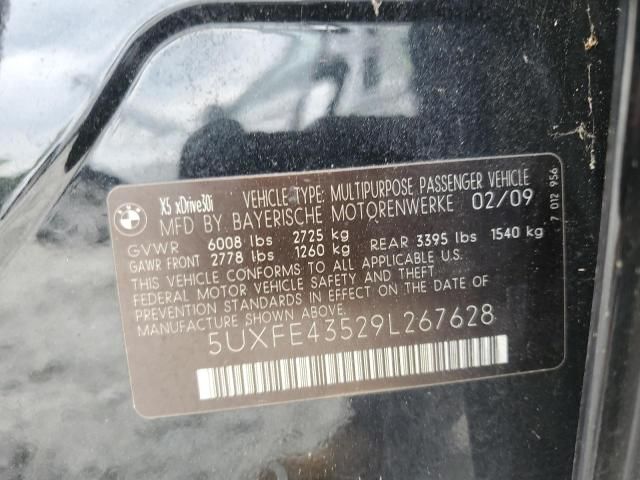 X5 xDrive30i VEHICLE TYPE: MULTIPURPOSE PASSENGER VEHICLE
MFD BY. BAYERISCHE MOTORENWERKE 02/09
GVWR 6008 lbs 2725 kg
GAWR FRONT 2778 lbs 1260 kg REAR 3395 lbs 1540 kg
THIS VEHICLE CONFORMS TO ALL APPLICABLE U.S.
FEDERAL MOTOR VEHICLE SAFETY AND THEFT
PREVENTION STANDARDS IN EFFECT ON THE DATE OF
MANUFACTURE SHOWN ABOVE.
5UXFE43529L267628
7 012 956
BMW